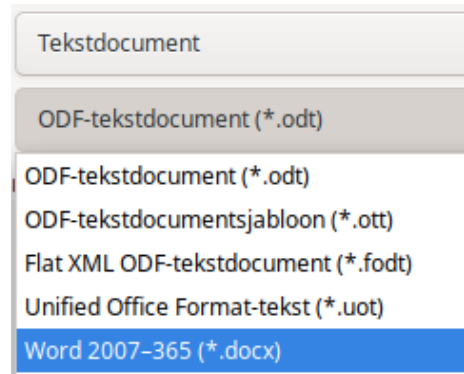 Tekstdocument
ODF-tekstdocument (*.odt)
ODF-tekstdocument (*.odt)
ODF-tekstdocumentsjabloon (*.ott)
Flat XML ODF-tekstdocument (*.fodt)
Unified Office Format-tekst (*.uot)
Word 2007–365 (*.docx)